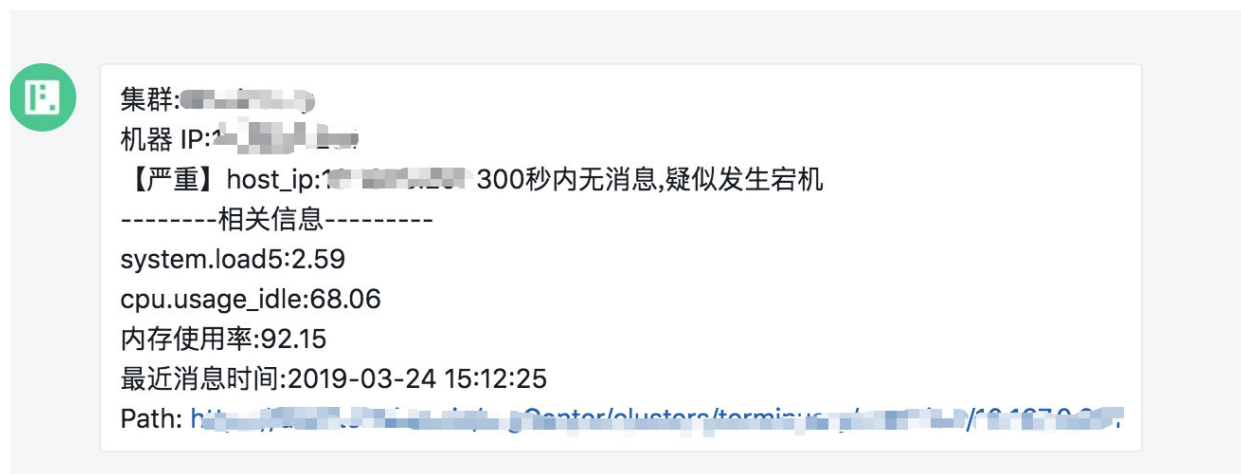 集群:
机器 IP:
【严重】host_ip: 300秒内无消息,疑似发生宕机
--------相关信息---------
system.load5:2.59
cpu.usage_idle:68.06
内存使用率:92.15
最近消息时间:2019-03-24 15:12:25
Path: